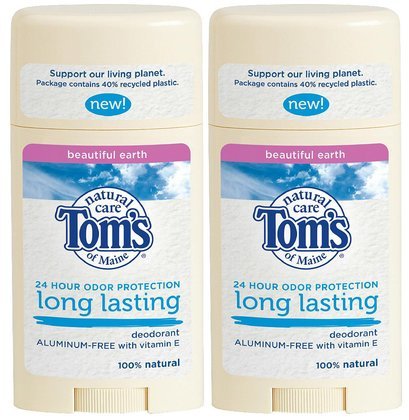 Support our living planet.
Package contains 40% recycled plastic.
new!
beautiful earth
natural
care
Tom's
of Maine®
24 HOUR ODOR PROTECTION
long lasting
deodorant
ALUMINUM-FREE with vitamin E
100% natural
Support our living planet.
Package contains 40% recycled plastic.
new!
beautiful earth
natural
care
Tom's
of Maine®
24 HOUR ODOR PROTECTION
long lasting
deodorant
ALUMINUM-FREE with vitamin E
100% natural